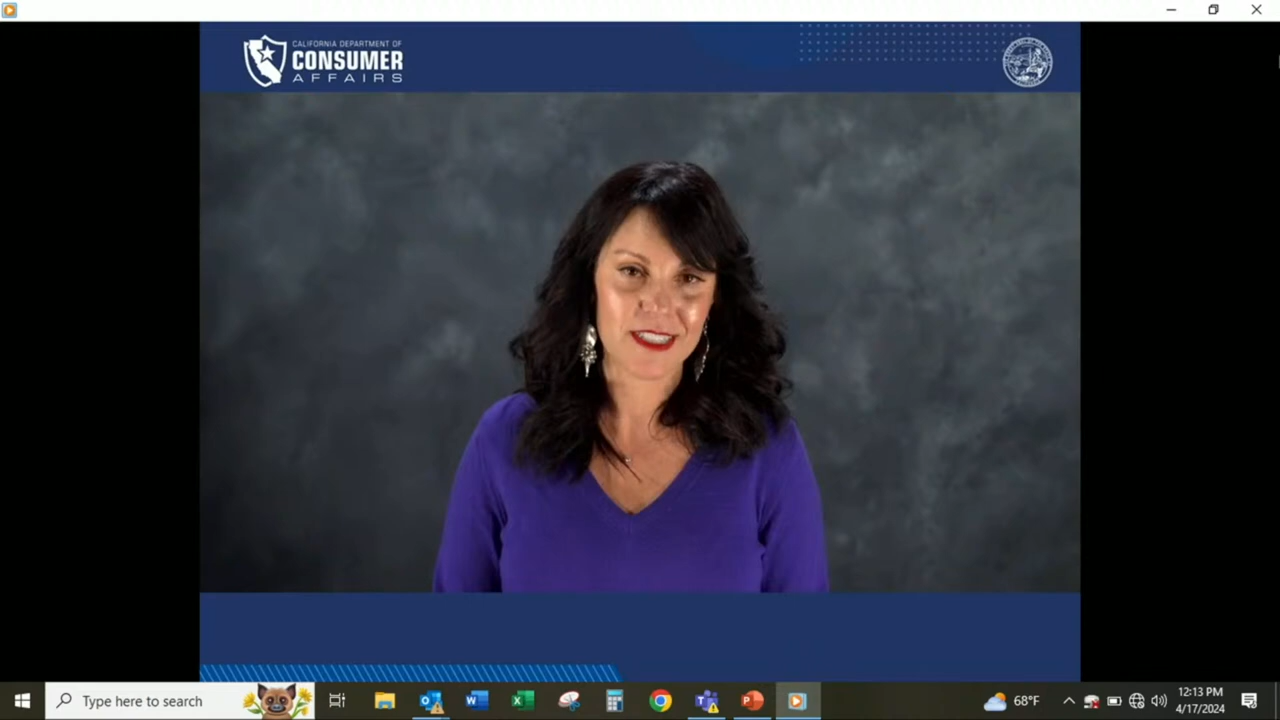 CALIFORNIA DEPARTMENT OF
CONSUMER
AFFAIRS
Type here to search
68°F
12:13 PM
4/17/2024